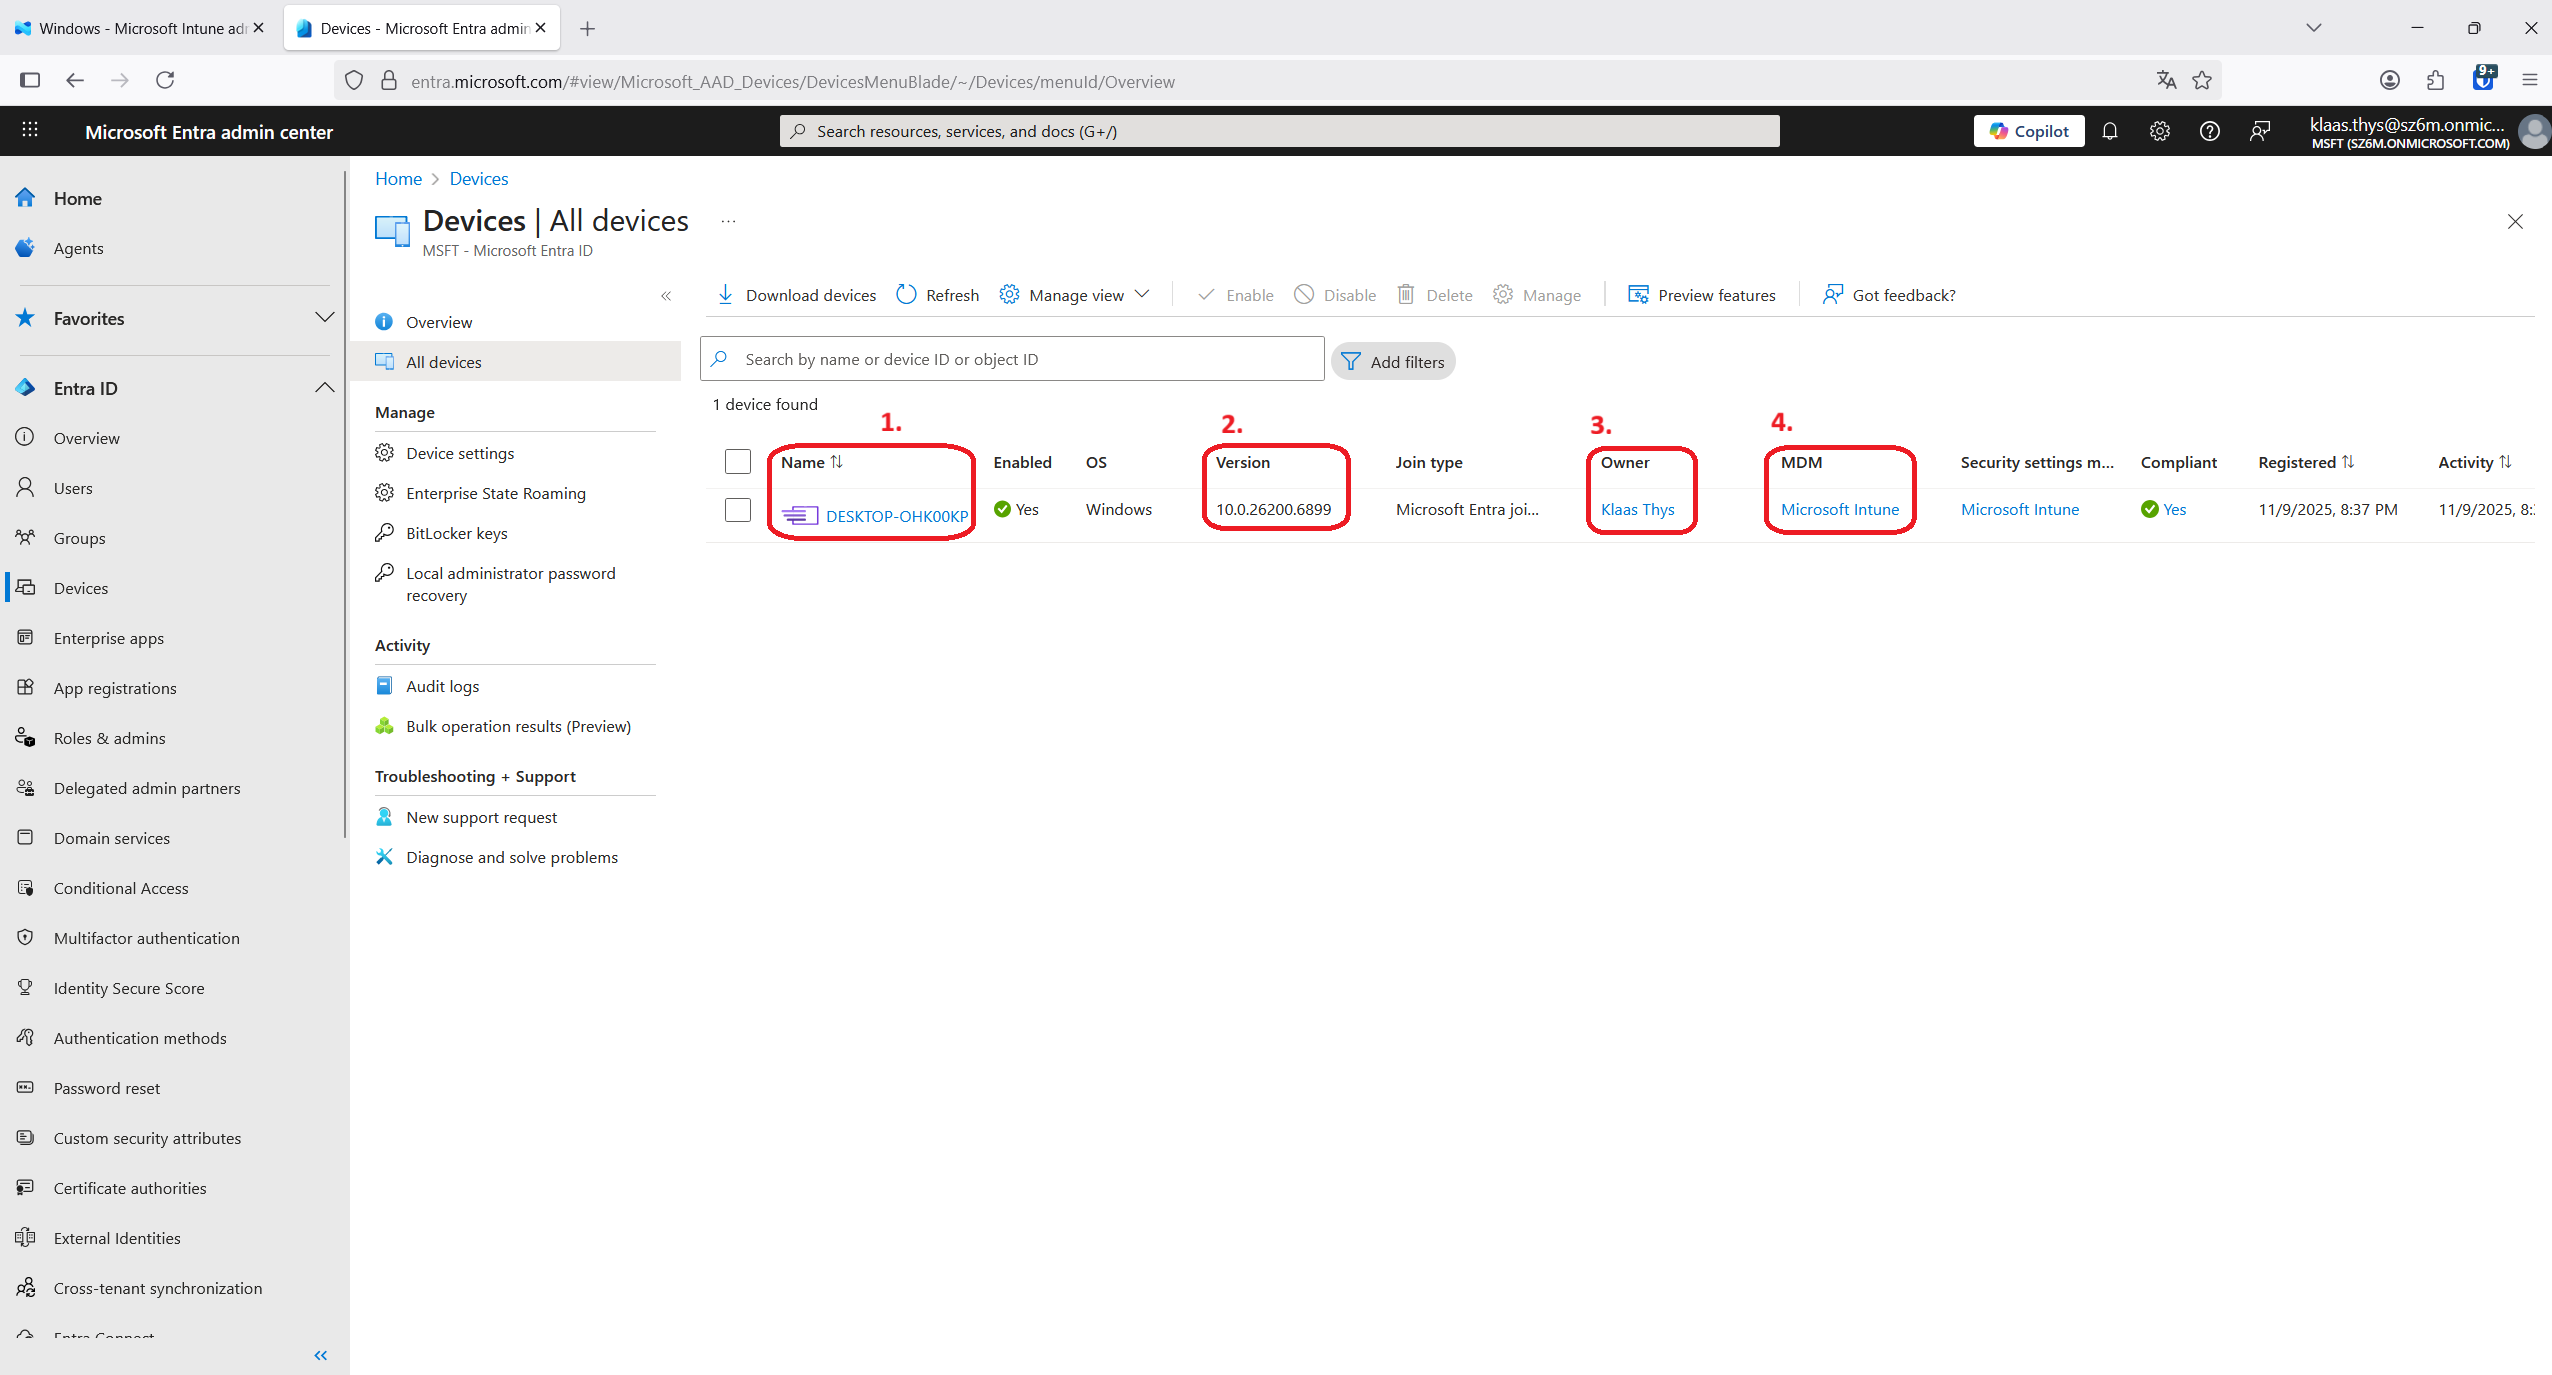 Windows - Microsoft Intune adr
Devices - Microsoft Entra admin
entra.microsoft.com/#view/Microsoft_AAD_Devices/DevicesMenuBlade/~/Devices/menuId/Overview
9+
Microsoft Entra admin center
Search resources, services, and docs (G+/)
Copilot
klaas.thys@sz6m.onmic...
MSFT (SZ6M.ONMICROSOFT.COM)
Home
Agents
Favorites
Entra ID
Overview
Users
Groups
Devices
Enterprise apps
App registrations
Roles & admins
Delegated admin partners
Domain services
Conditional Access
Multifactor authentication
Identity Secure Score
Authentication methods
Password reset
Custom security attributes
Certificate authorities
External Identities
Cross-tenant synchronization
Entra Connect
Home > Devices
Devices | All devices ...
MSFT - Microsoft Entra ID
Overview
All devices
Manage
Device settings
Enterprise State Roaming
BitLocker keys
Local administrator password
recovery
Activity
Audit logs
Bulk operation results (Preview)
Troubleshooting + Support
New support request
Diagnose and solve problems
Download devices Refresh Manage view Enable Disable Delete Manage Preview features Got feedback?
Search by name or device ID or object ID
Add filters
1 device found
1. 2. 3. 4.
Name Enabled OS Version Join type Owner MDM Security settings m... Compliant Registered Activity
DESKTOP-OHK00KP Yes Windows 10.0.26200.6899 Microsoft Entra joi... Klaas Thys Microsoft Intune Microsoft Intune Yes 11/9/2025, 8:37 PM 11/9/2025, 8: